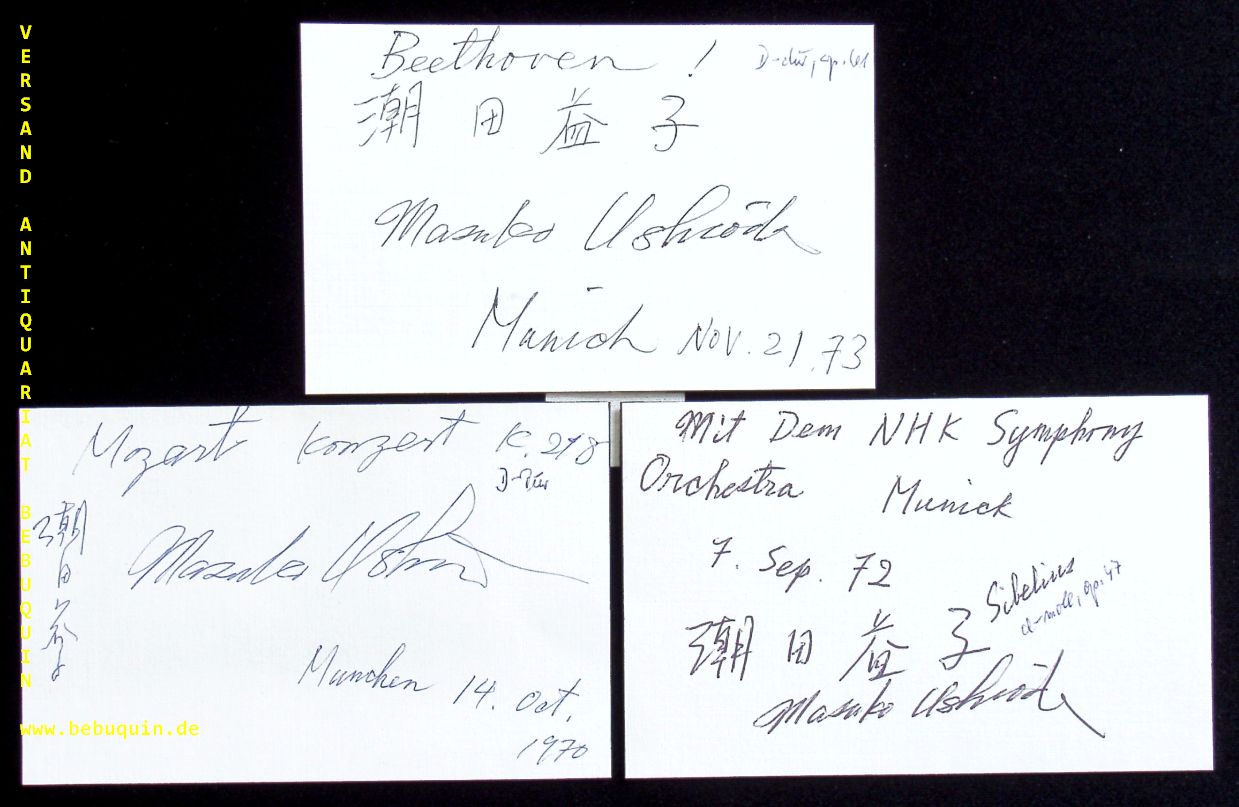 VERSAND ANTIQUARIAT BEBUQUIN
www.bebuquin.de
Beethoven !
D-dur, op. 61
潮田益子
Masuko Ushioda
Munich Nov. 21. 73
Mozart Konzert K. 218
D-Dur
潮田益子
Masuko Ushioda
München 14. Oct.
1970
Mit Dem NHK Symphony
Orchestra Munich
7. Sep. 72
Sibelius
d-moll, op. 47
潮田益子
Masuko Ushioda